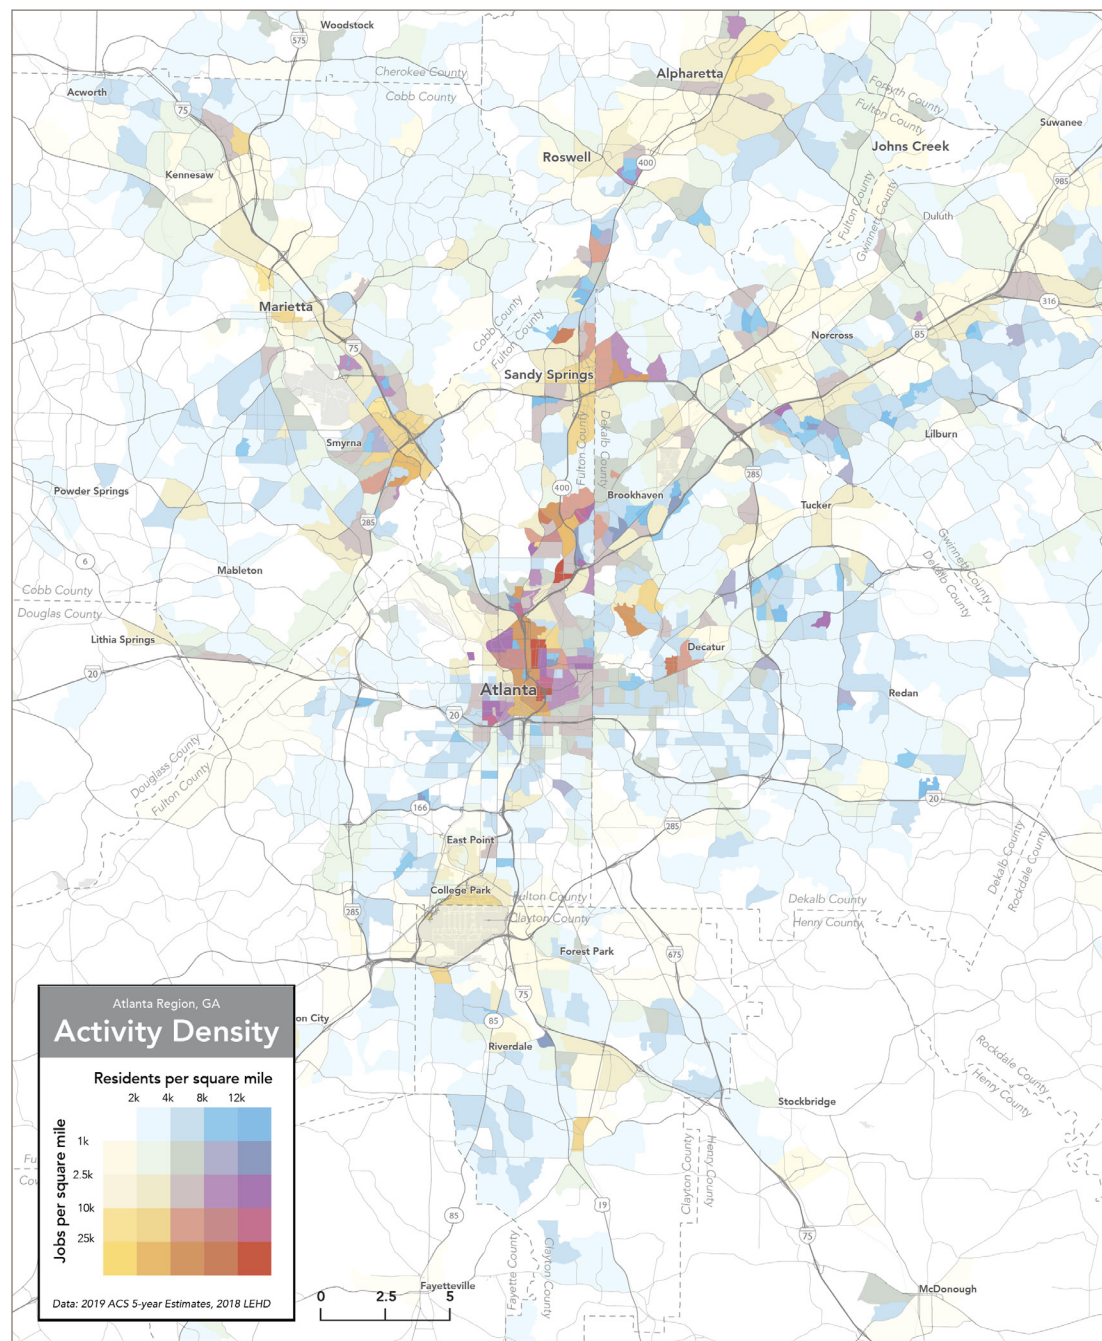 Woodstock
575
Cherokee County
Cobb County
Acworth
75
Kennesaw
Alpharetta
Forsyth County
Fulton County
Suwanee
Johns Creek
Roswell
400
985
Fulton County
Gwinnett County
Duluth
Marietta
75
Cobb County
Fulton County
316
Norcross
85
Sandy Springs
Smyrna
Fulton County
Dekalb County
Lilburn
285
Powder Springs
400
Brookhaven
Tucker
285
6
Mableton
Gwinnett County
Dekalb County
Cobb County
Douglas County
Lithia Springs
20
Decatur
Atlanta
Redan
20
Douglass County
Fulton County
166
20
285
East Point
Dekalb County
Rockdale County
College Park
Fulton County
Clayton County
Dekalb County
Henry County
285
Forest Park
675
75
on City
85
Riverdale
Rockdale County
Henry County
Stockbridge
Clayton County
Henry County
19
85
75
Fayette County
Clayton County
Fayetteville
McDonough
Fu
Co
Atlanta Region, GA
Activity Density
Residents per square mile
2k 4k 8k 12k
Jobs per square mile
1k
2.5k
10k
25k
Data: 2019 ACS 5-year Estimates, 2018 LEHD
0 2.5 5